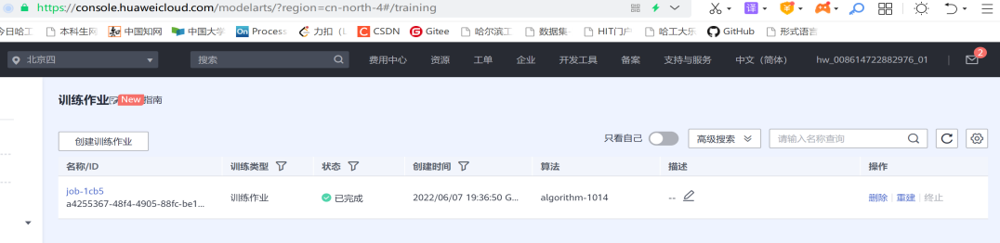 https://console.huaweicloud.com/modelarts/?region=cn-north-4#/training
今日哈工 本科生网 中国知网 中国大学 On Process 力扣（L C CSDN G Gitee 哈尔滨工 数据集- HIT门户 哈工大乐 GitHub 形式语言
北京四 搜索 费用中心 资源 工单 企业 开发工具 备案 支持与服务 中文（简体） hw_008614722882976_01 2
训练作业 New 指南
创建训练作业 只看自己 高级搜索 请输入名称查询
名称/ID 训练类型 状态 创建时间 算法 描述 操作
job-1cb5
a4255367-48f4-4905-88fc-be1... 训练作业 已完成 2022/06/07 19:36:50 G... algorithm-1014 -- 删除 重建 终止